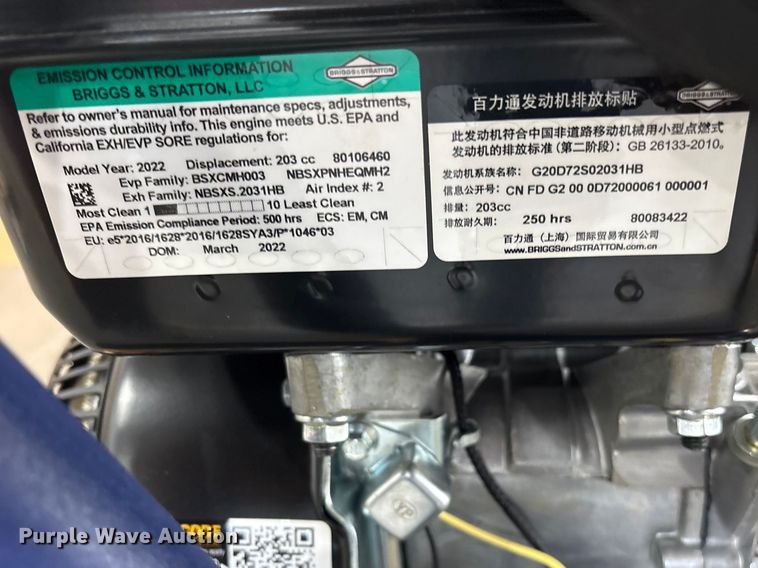 EMISSION CONTROL INFORMATION
BRIGGS & STRATTON, LLC
BRIGGS & STRATTON
Refer to owner's manual for maintenance specs, adjustments,
& emissions durability info. This engine meets U.S. EPA and
California EXH/EVP SORE regulations for:
Model Year: 2022 Displacement: 203 cc 80106460
Evp Family: BSXCMH003 NBSXPNHEQMH2
Exh Family: NBSXS.2031HB Air Index #: 2
Most Clean 1 10 Least Clean
EPA Emission Compliance Period: 500 hrs CS: EM, CM
EU: e5*2016/1628*2016/1628SYA3/P*1046*03
DOM: March 2022
百力通发动机排放标贴
BRIGGS & STRATTON
此发动机符合中国非道路移动机械用小型点燃式
发动机的排放标准(第二阶段): GB 26133-2010。
发动机系族名称: G20D72S02031HB
信息公开号: CN FD G2 00 0D72000061 000001
排量: 203cc
排放耐久期: 250 hrs 80083422
百力通(上海)国际贸易有限公司
www.BRIGGSandSTRATTON.com.cn
YP
Purple Wave Auction